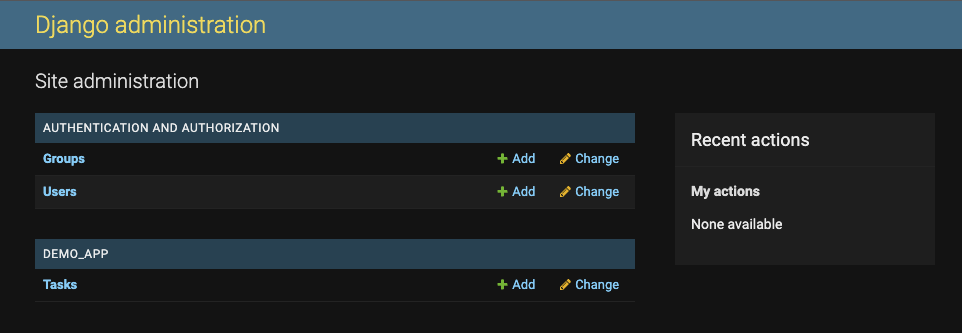 Django administration
Site administration
AUTHENTICATION AND AUTHORIZATION
Groups Add Change
Users Add Change
DEMO_APP
Tasks Add Change
Recent actions
My actions
None available